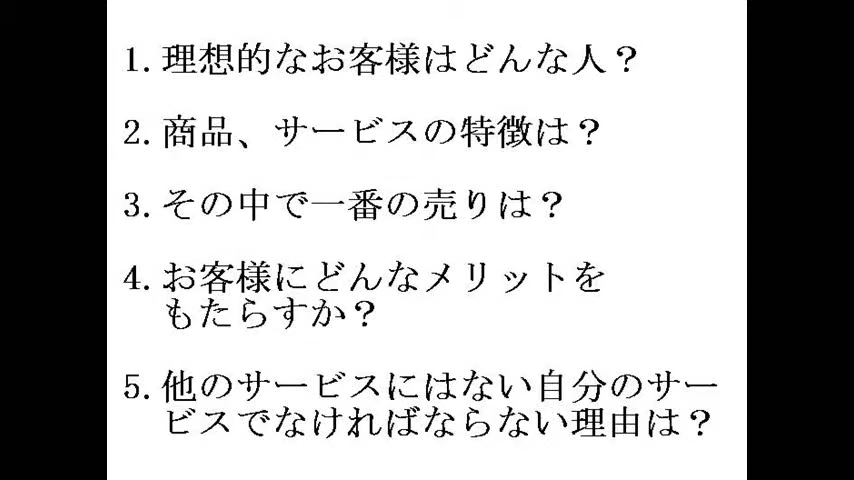 1.理想的なお客様はどんな人？
2.商品、サービスの特徴は？
3.その中で一番の売りは？
4.お客様にどんなメリットを
もたらすか？
5.他のサービスにはない自分のサー
ビスでなければならない理由は？